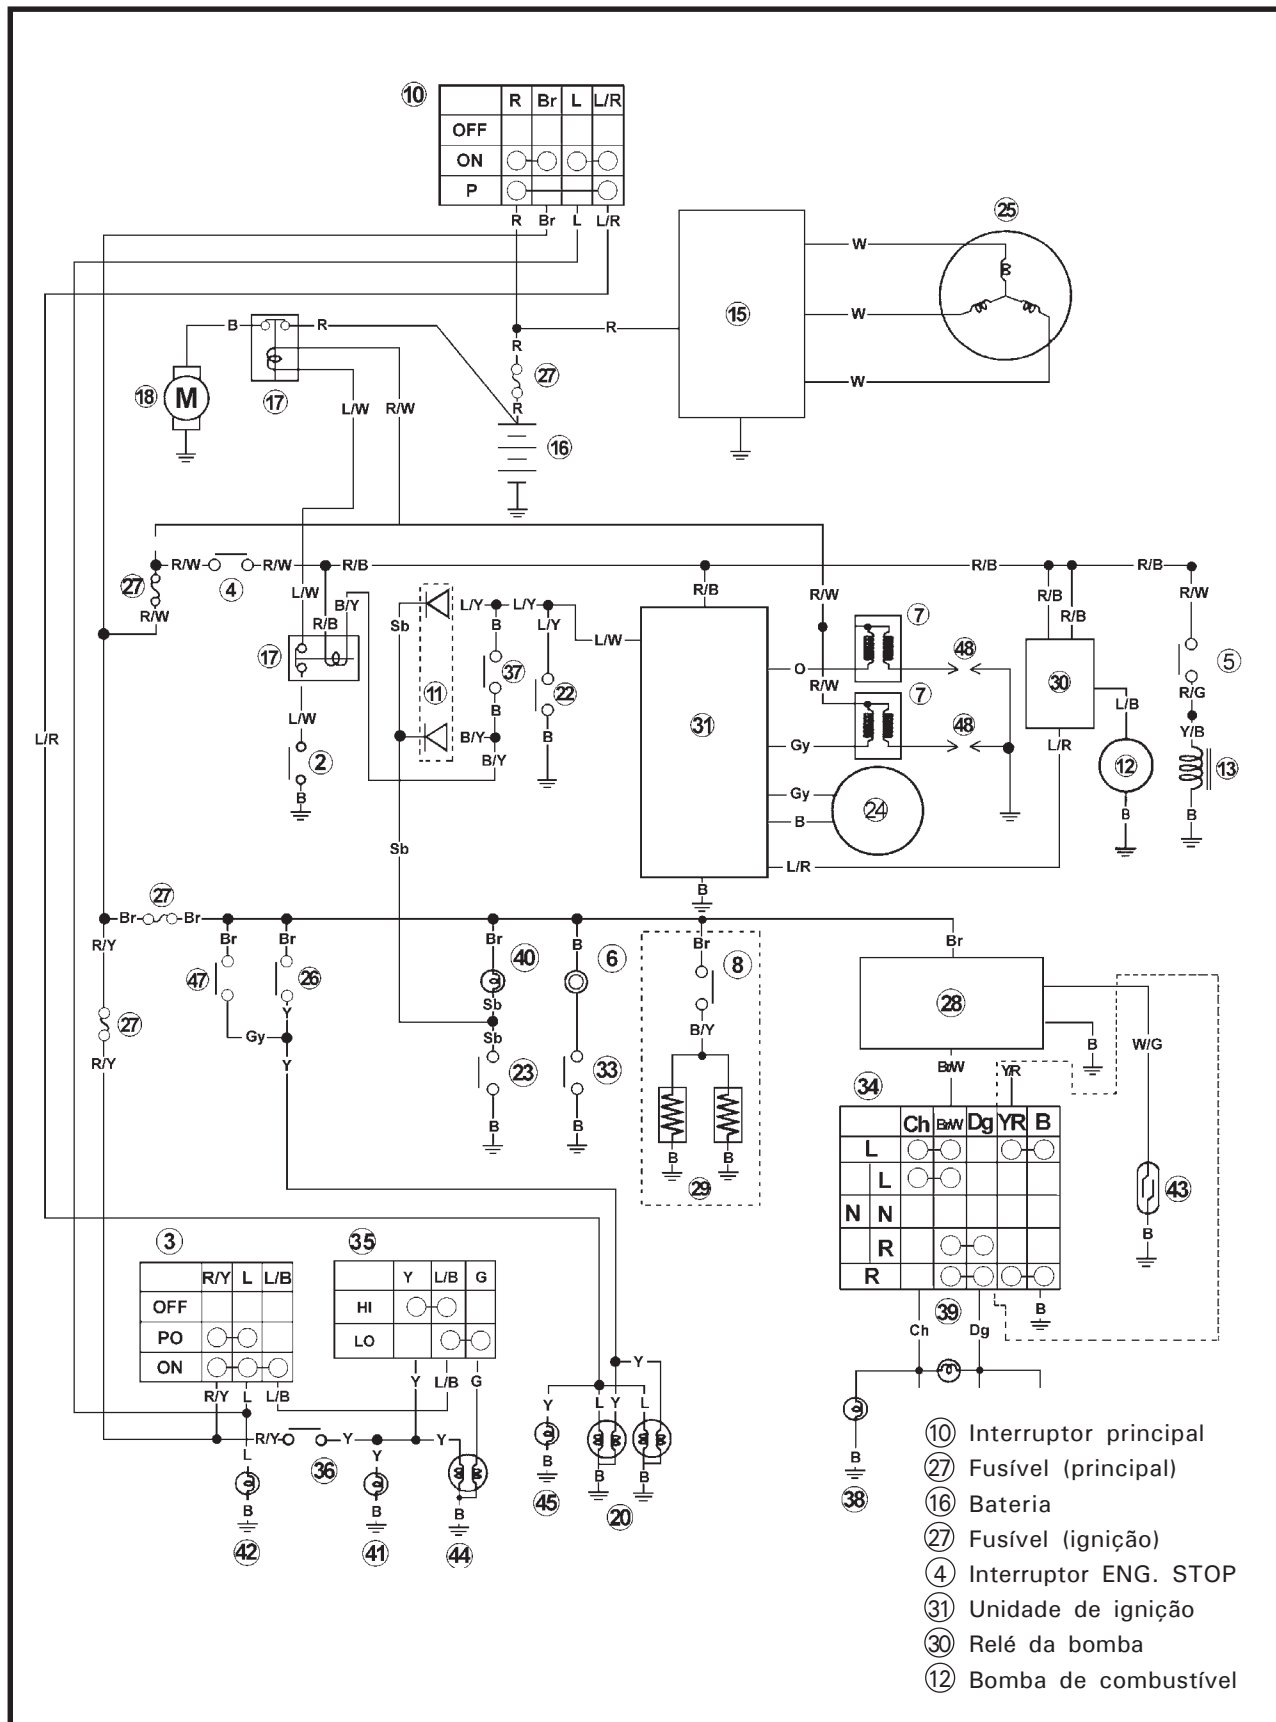 10 R Br L L/R
OFF
ON
P
R Br L L/R
25
W
15
W
W
B R R
R
27
R
18 M
17 L/W R/W
16
27 R/W 4 R/W R/B R/B R/B
R/W
L/W B/Y
R/B
Sb L/Y L/Y
B L/Y
L/W
R/B
R/W
R/B R/B
R/W
17
11 37 22
7
O 48
R/W
7
31
Gy 48
30
L/B
5
R/G
L/W
2
B
B
B/Y B/Y
B
L/R
Y/B
12 13
B B
L/R
Gy 24
B
Sb
L/R
B
27
Br Br
R/Y Br Br Br B Br Br
47 26 40 6 8
Y Sb
28
27
Gy Sb B/Y
R/Y Y
23 33
B W/G
Br/W Y/R
34
B B
B B
29
Ch Br/W Dg YR B
L
L
N N
R
R
43
B
39
Ch Dg B
3 35
R/Y L L/B
OFF
PO
ON
Y L/B G
HI
LO
R/Y L L/B Y L/B G
Y
Y L Y L
R/Y Y Y
L 36 Y
B B B B B B
42 41 44 45 20
B
38
10 Interruptor principal
27 Fusível (principal)
16 Bateria
27 Fusível (ignição)
4 Interruptor ENG. STOP
31 Unidade de ignição
30 Relé da bomba
12 Bomba de combustível